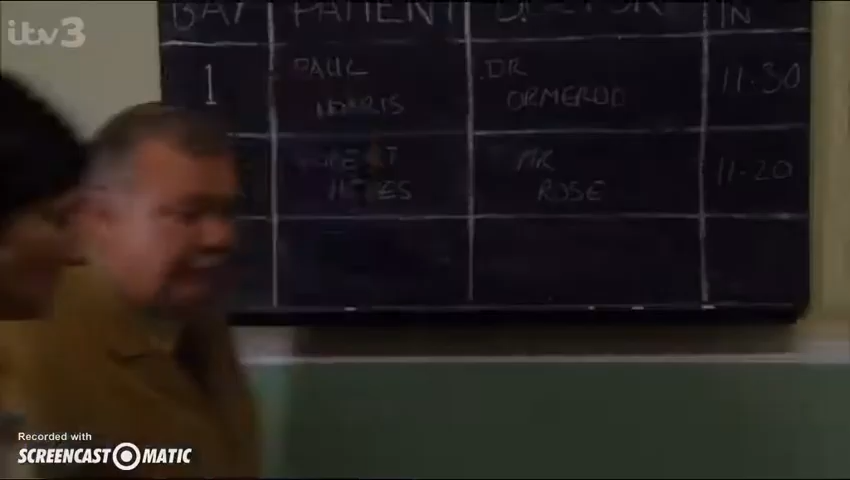 itv3
BAY PATIENT DOCTOR IN
1 PAUL DR 11-30
NORRIS ORMEROD
MR 11-20
ROSE
Recorded with
SCREENCAST MATIC